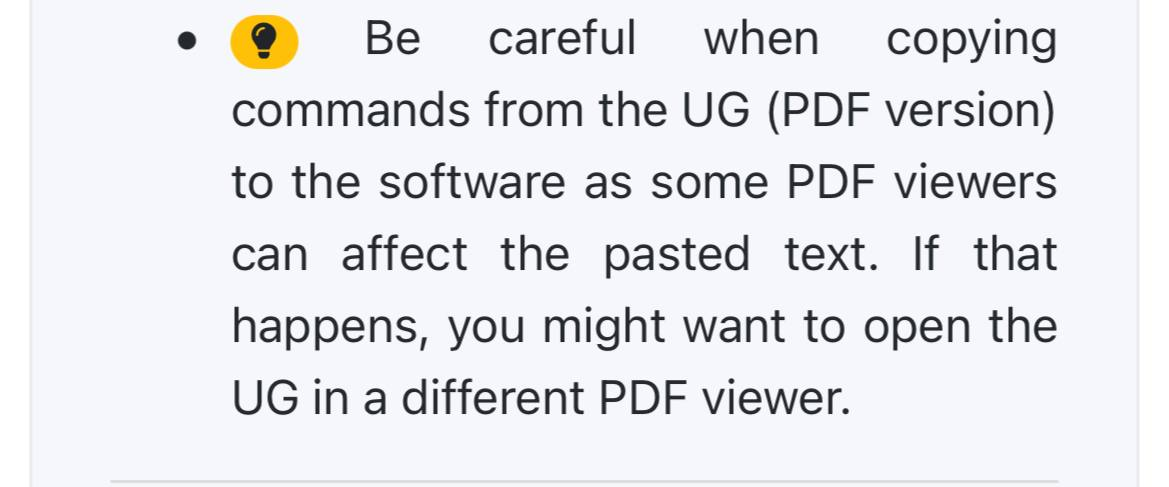 Be careful when copying
commands from the UG (PDF version)
to the software as some PDF viewers
can affect the pasted text. If that
happens, you might want to open the
UG in a different PDF viewer.